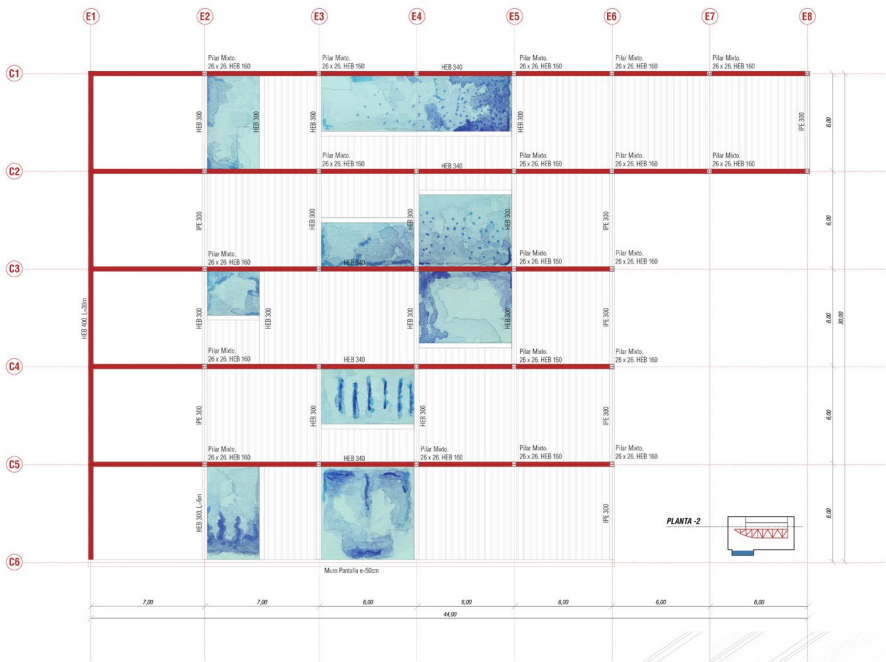 E1 E2 E3 E4 E5 E6 E7 E8
Pilar Mixto. Pilar Mixto. Pilar Mixto. Pilar Mixto. Pilar Mixto.
26 x 26. HEB 160 26 x 26. HEB 160 HEB 340 26 x 26. HEB 160 26 x 26. HEB 160 26 x 26. HEB 160
C1
HEB 300 HEB 300 HEB 300 HEB 300 IPE 300 6,00
Pilar Mixto. Pilar Mixto. Pilar Mixto. Pilar Mixto. Pilar Mixto.
26 x 26. HEB 160 26 x 26. HEB 160 26 x 26. HEB 160 26 x 26. HEB 160 26 x 26. HEB 160
HEB 340
C2
IPE 300 HEB 300 HEB 300 HEB 300 IPE 300 6,00
Pilar Mixto. Pilar Mixto. Pilar Mixto.
26 x 26. HEB 160 26 x 26. HEB 160 26 x 26. HEB 160
HEB 340
C3
HEB 400, L=30m HEB 300 HEB 300 HEB 300 HEB 300 IPE 300 6,00 30,00
Pilar Mixto. Pilar Mixto. Pilar Mixto.
26 x 26. HEB 160 HEB 340 26 x 26. HEB 160 26 x 26. HEB 160
C4
IPE 300 HEB 300 HEB 300 IPE 300 6,00
Pilar Mixto. Pilar Mixto. Pilar Mixto. Pilar Mixto.
26 x 26. HEB 160 HEB 340 26 x 26. HEB 160 26 x 26. HEB 160 26 x 26. HEB 160
C5
HEB 300, L=6m IPE 300 6,00
PLANTA -2
C6
Muro Pantalla e-50cm
7,00 7,00 6,00 6,00 6,00 6,00 6,00
44,00